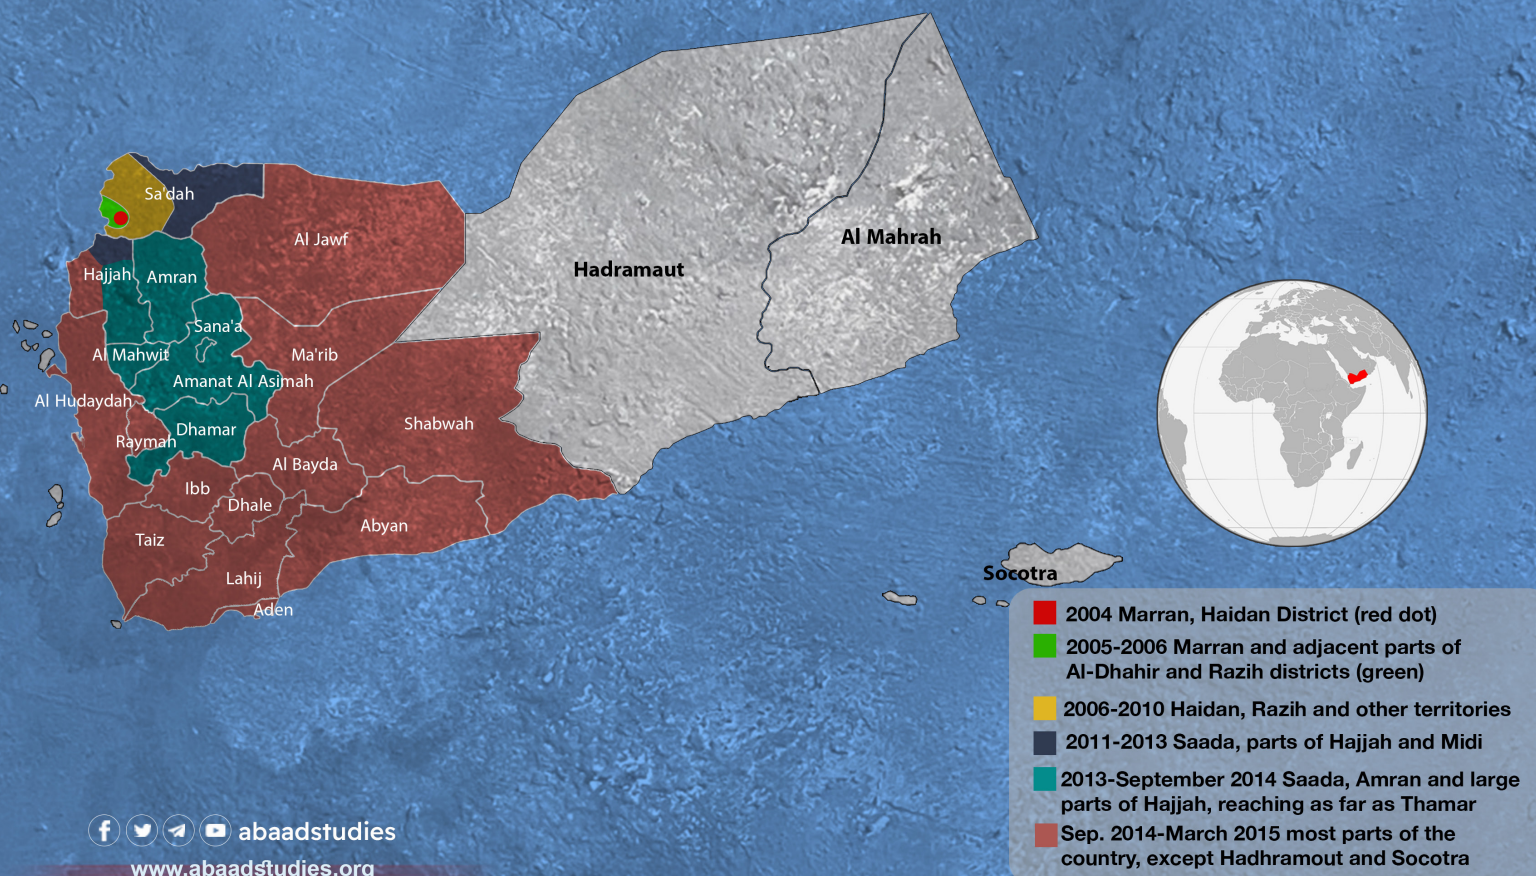 Sa'dah
Al Jawf
Al Mahrah
Hadramaut
Hajjah
Amran
Sana'a
Al Mahwit
Ma'rib
Amanat Al Asimah
Al Hudaydah
Shabwah
Dhamar
Raymah
Al Bayda
Ibb
Dhale
Abyan
Taiz
Lahij
Aden
Socotra
2004 Marran, Haidan District (red dot)
2005-2006 Marran and adjacent parts of
Al-Dhahir and Razih districts (green)
2006-2010 Haidan, Razih and other territories
2011-2013 Saada, parts of Hajjah and Midi
2013-September 2014 Saada, Amran and large
parts of Hajjah, reaching as far as Thamar
Sep. 2014-March 2015 most parts of the
country, except Hadhramout and Socotra
abaadstudies
www.abaadstudies.org